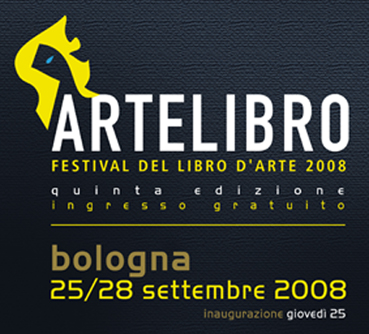 ARTELIBRO
FESTIVAL DEL LIBRO D'ARTE 2008
quinta edizione
ingresso gratuito
bologna
25/28 settembre 2008
inaugurazione giovedì 25